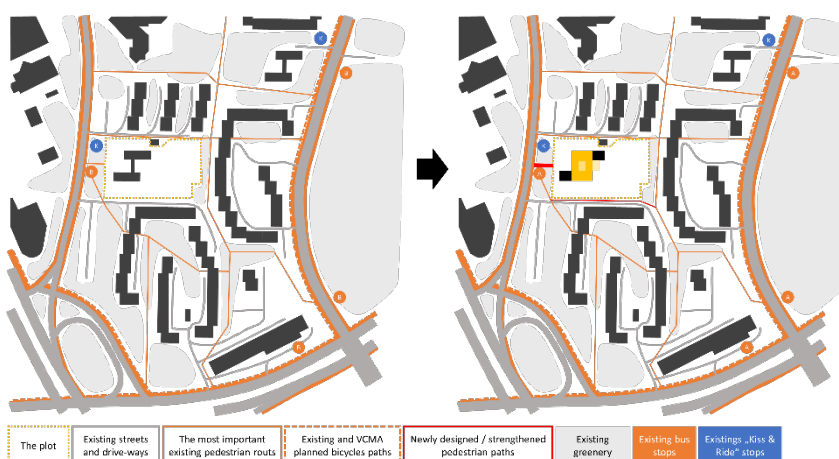 K
K
B
A
K
K
B
A
B
A
B
A
The plot
Existing streets
and drive-ways
The most important
existing pedestrian routs
Existing and VCMA
planned bicycles paths
Newly designed / strengthened
pedestrian paths
Existing
greenery
Existing bus
stops
Existings „Kiss &
Ride" stops